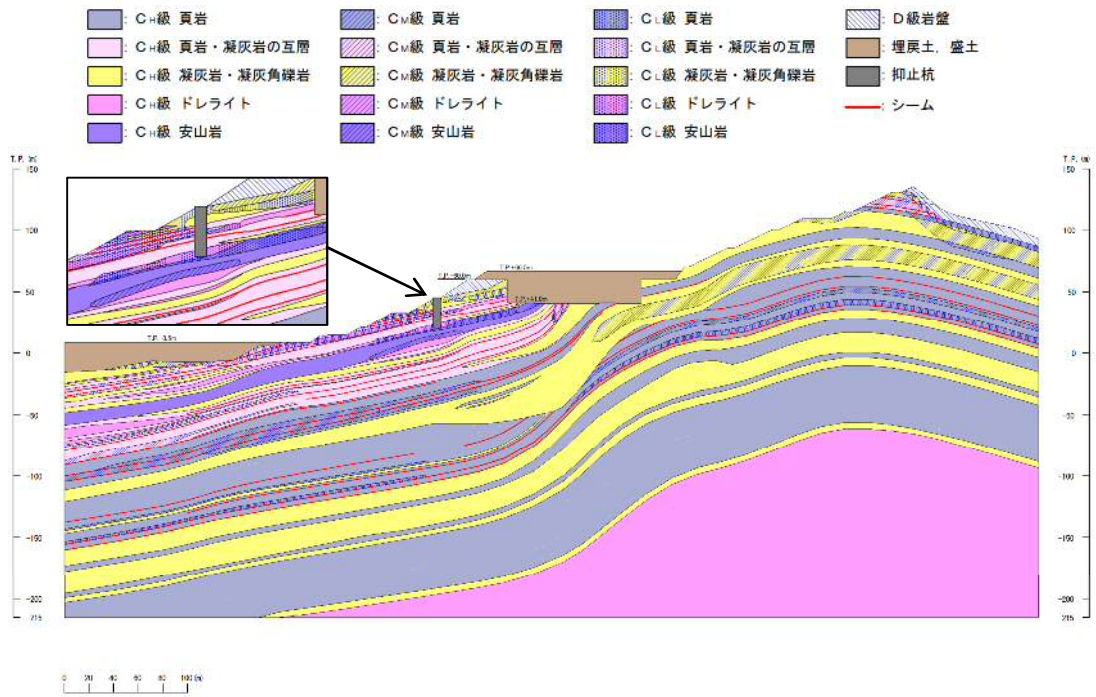 : CH級 頁岩
: CM級 頁岩
: CL級 頁岩
: D級岩盤
: CH級 頁岩・凝灰岩の互層
: CM級 頁岩・凝灰岩の互層
: CL級 頁岩・凝灰岩の互層
: 埋戻土, 盛土
: CH級 凝灰岩・凝灰角礫岩
: CM級 凝灰岩・凝灰角礫岩
: CL級 凝灰岩・凝灰角礫岩
: 抑止杭
: CH級 ドレライト
: CM級 ドレライト
: CL級 ドレライト
: シーム
: CH級 安山岩
: CM級 安山岩
: CL級 安山岩
T.P. (m)
T.P. (m)
150
150
100
100
50
50
0
0
-50
-50
-100
-100
-150
-150
-200
-200
-215
-215
0 20 40 60 80 100 (m)